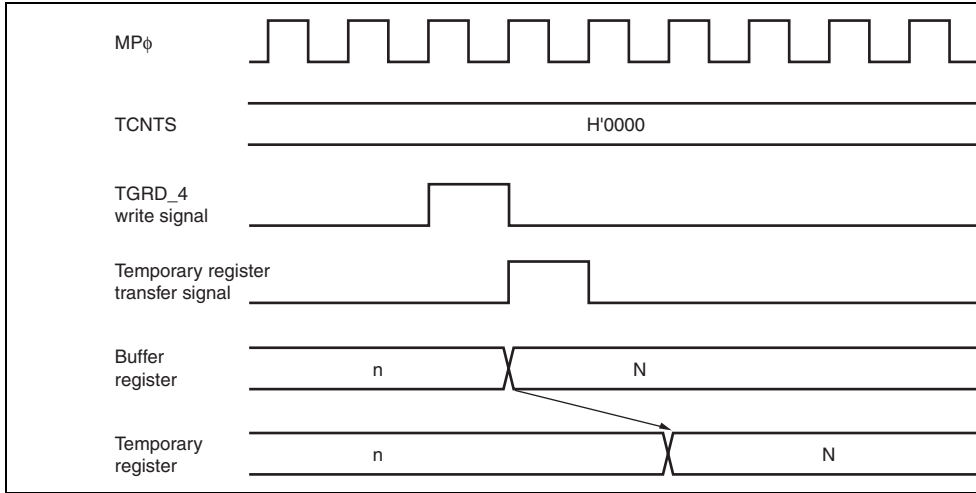 MPφ
TCNTS
H'0000
TGRD_4
write signal
Temporary register
transfer signal
Buffer
register
n
N
Temporary
register
n
N